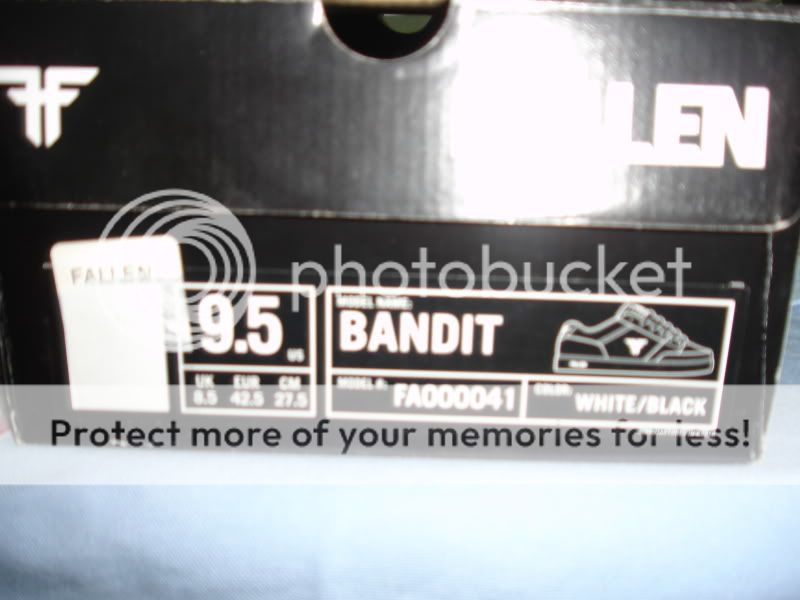 FF
LEN
photobucket
FALLEN
9.5 US
MODEL NAME:
BANDIT
UK EUR CM
8.5 42.5 27.5
MODEL #: FA000041
COLOR: WHITE/BLACK
Protect more of your memories for less!